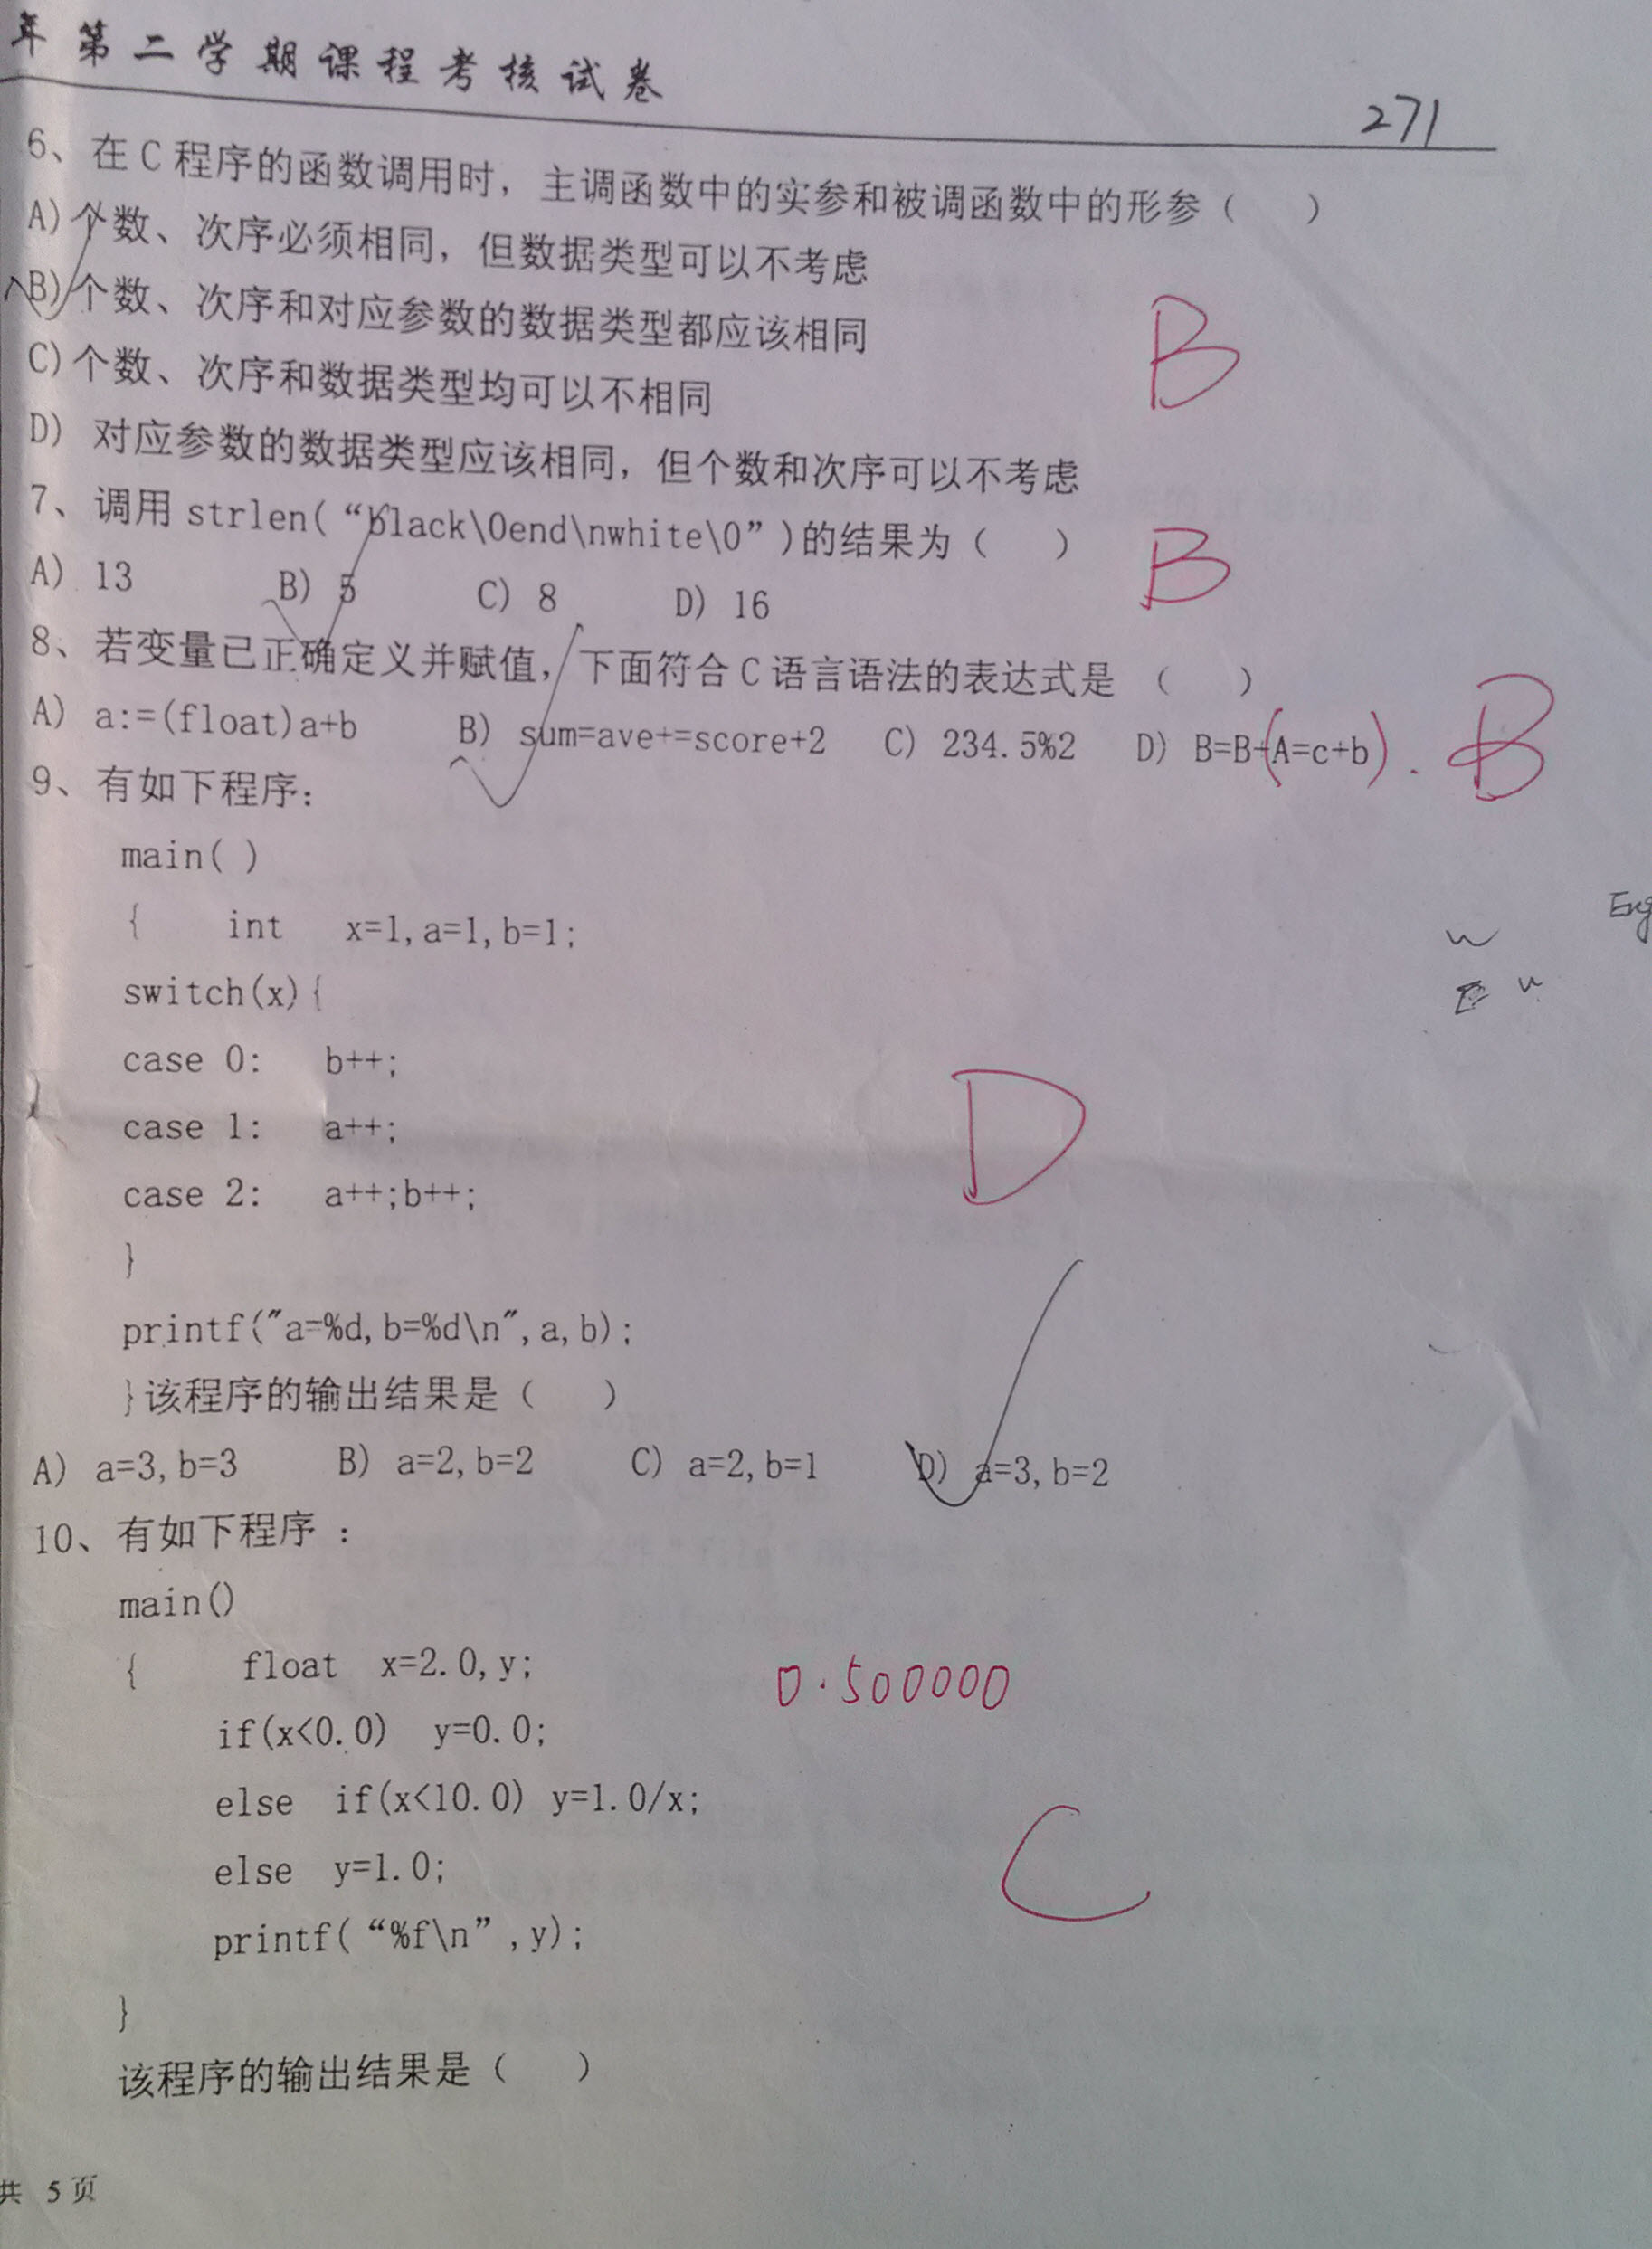 年第二学期课程考核试卷
271
6、在C程序的函数调用时，主调函数中的实参和被调函数中的形参（  ）
A)个数、次序必须相同，但数据类型可以不考虑
B)个数、次序和对应参数的数据类型都应该相同
B
C)个数、次序和数据类型均可以不相同
D) 对应参数的数据类型应该相同，但个数和次序可以不考虑
7、调用 strlen(“black\0end\nwhite\0”)的结果为（  ）
B
A) 13 B) 5 C) 8 D) 16
8、若变量已正确定义并赋值，下面符合C语言语法的表达式是 （  ）
A) a:=(float)a+b B) sum=ave+=score+2 C) 234.5%2 D) B=B+(A=c+b).
B
9、有如下程序：
main( )
{ int x=1,a=1,b=1;
switch(x){
case 0: b++;
case 1: a++;
D
case 2: a++;b++;
}
printf("a=%d,b=%d\n",a,b);
}该程序的输出结果是（  ）
A) a=3,b=3 B) a=2,b=2 C) a=2,b=1 D) a=3,b=2
10、有如下程序 ：
main()
{ float x=2.0,y;
0.500000
if(x<0.0) y=0.0;
else if(x<10.0) y=1.0/x;
else y=1.0;
C
printf(“%f\n”,y);
}
该程序的输出结果是（  ）
共 5 页